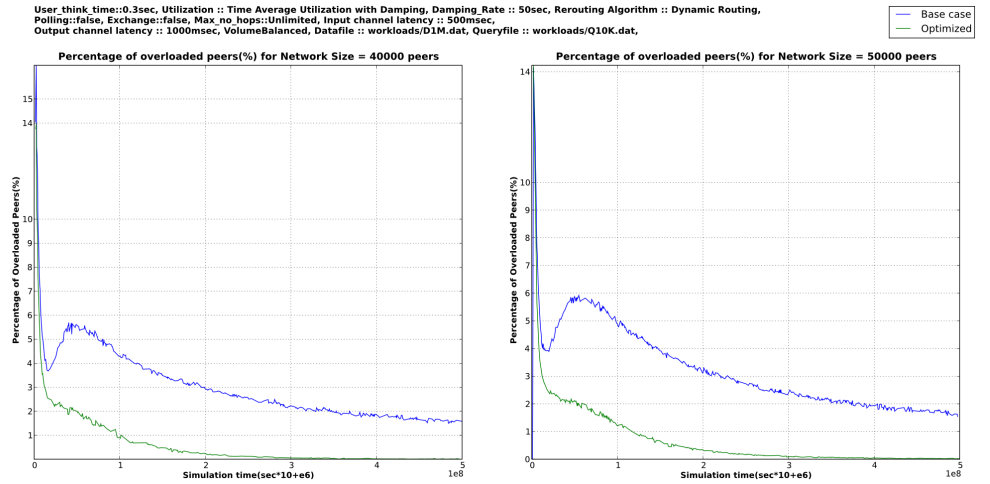 User_think_time::0.3sec, Utilization :: Time Average Utilization with Damping, Damping_Rate :: 50sec, Rerouting Algorithm :: Dynamic Routing,
Polling::false, Exchange::false, Max_no_hops::Unlimited, Input channel latency :: 500msec,
Output channel latency :: 1000msec, VolumeBalanced, Datafile :: workloads/D1M.dat, Queryfile :: workloads/Q10K.dat,
Base case
Optimized
Percentage of overloaded peers(%) for Network Size = 40000 peers
Percentage of Overloaded Peers(%)
15
14
10
9
8
7
6
5
4
3
2
1
0 1 2 3 4 5
1e8
Simulation time(sec*10+e6)
Percentage of overloaded peers(%) for Network Size = 50000 peers
Percentage of Overloaded Peers(%)
14
10
9
8
7
6
5
4
3
2
1
0
0 1 2 3 4 5
1e8
Simulation time(sec*10+e6)